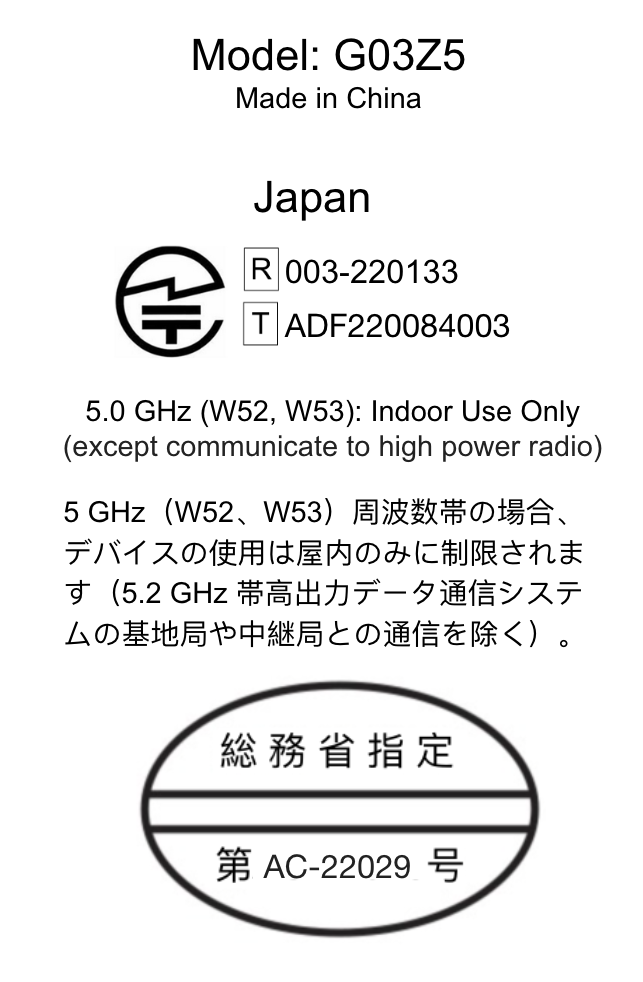 Model: G03Z5
Made in China
Japan
R 003-220133
T ADF220084003
5.0 GHz (W52, W53): Indoor Use Only
(except communicate to high power radio)
5 GHz（W52、W53）周波数帯の場合、
デバイスの使用は屋内のみに制限されま
す（5.2 GHz 帯高出力データ通信システ
ムの基地局や中継局との通信を除く）。
総務省指定
第 AC-22029 号